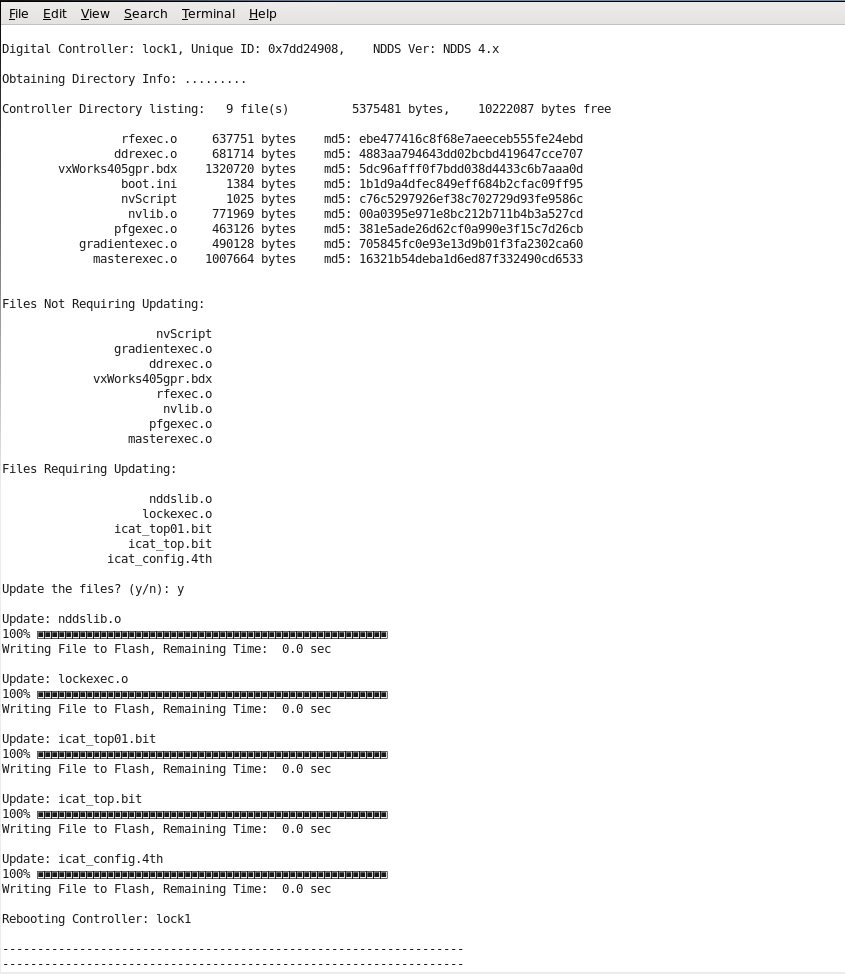 File Edit View Search Terminal Help
Digital Controller: lock1, Unique ID: 0x7dd24908,    NDDS Ver: NDDS 4.x
Obtaining Directory Info: .........
Controller Directory listing:   9 file(s)         5375481 bytes,    10222087 bytes free
rfexec.o     637751 bytes    md5: ebe477416c8f68e7aeeceb555fe24ebd
ddrexec.o     681714 bytes    md5: 4883aa794643dd02bcbd419647cce707
vxWorks405gpr.bdx    1320720 bytes    md5: 5dc96afff0f7bdd038d4433c6b7aaa0d
boot.ini       1384 bytes    md5: 1b1d9a4dfec849eff684b2cfac09ff95
nvScript       1025 bytes    md5: c76c5297926ef38c702729d93fe9586c
nvlib.o     771969 bytes    md5: 00a0395e971e8bc212b711b4b3a527cd
pfgexec.o     463126 bytes    md5: 381e5ade26d62cf0a990e3f15c7d26cb
gradientexec.o     490128 bytes    md5: 705845fc0e93e13d9b01f3fa2302ca60
masterexec.o    1007664 bytes    md5: 16321b54deba1d6ed87f332490cd6533
Files Not Requiring Updating:
nvScript
gradientexec.o
ddrexec.o
vxWorks405gpr.bdx
rfexec.o
nvlib.o
pfgexec.o
masterexec.o
Files Requiring Updating:
nddslib.o
lockexec.o
icat_top01.bit
icat_top.bit
icat_config.4th
Update the files? (y/n): y
Update: nddslib.o
100%
Writing File to Flash, Remaining Time:  0.0 sec
Update: lockexec.o
100%
Writing File to Flash, Remaining Time:  0.0 sec
Update: icat_top01.bit
100%
Writing File to Flash, Remaining Time:  0.0 sec
Update: icat_top.bit
100%
Writing File to Flash, Remaining Time:  0.0 sec
Update: icat_config.4th
100%
Writing File to Flash, Remaining Time:  0.0 sec
Rebooting Controller: lock1
------------------------------------------------------------------
------------------------------------------------------------------